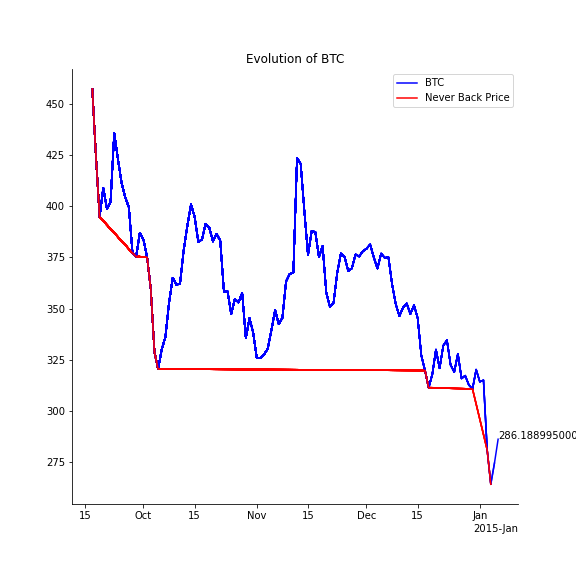 Evolution of BTC
BTC
Never Back Price
450
425
400
375
350
325
300
275
286.188995000
15
Oct
15
Nov
15
Dec
15
Jan
2015-Jan